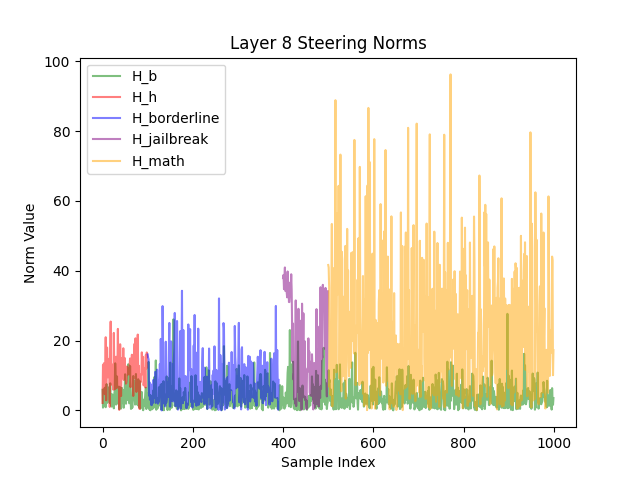 Layer 8 Steering Norms
100
80
60
40
20
0
Norm Value
H_b
H_h
H_borderline
H_jailbreak
H_math
0 200 400 600 800 1000
Sample Index